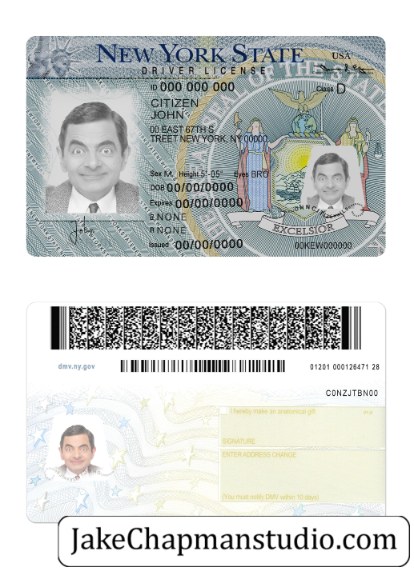 NEW YORK STATE
USA
DRIVER LICENSE
ID 000 000 000
Class D
CITIZEN
JOHN
00 EAST 67TH S
TREET NEW YORK, NY 00000
Sex M Height 5'-05" Eyes BRO
DOB 00/00/0000
Expires 00/00/0000
E NONE
R NONE
Issued 00/00/0000
EXCELSIOR
00KEW000000
dmv.ny.gov
01201 000126471 28
C0NZJTBN00
I hereby make an anatomical gift
SIGNATURE
ENTER ADDRESS CHANGE
(You must notify DMV within 10 days)
JakeChapmanstudio.com